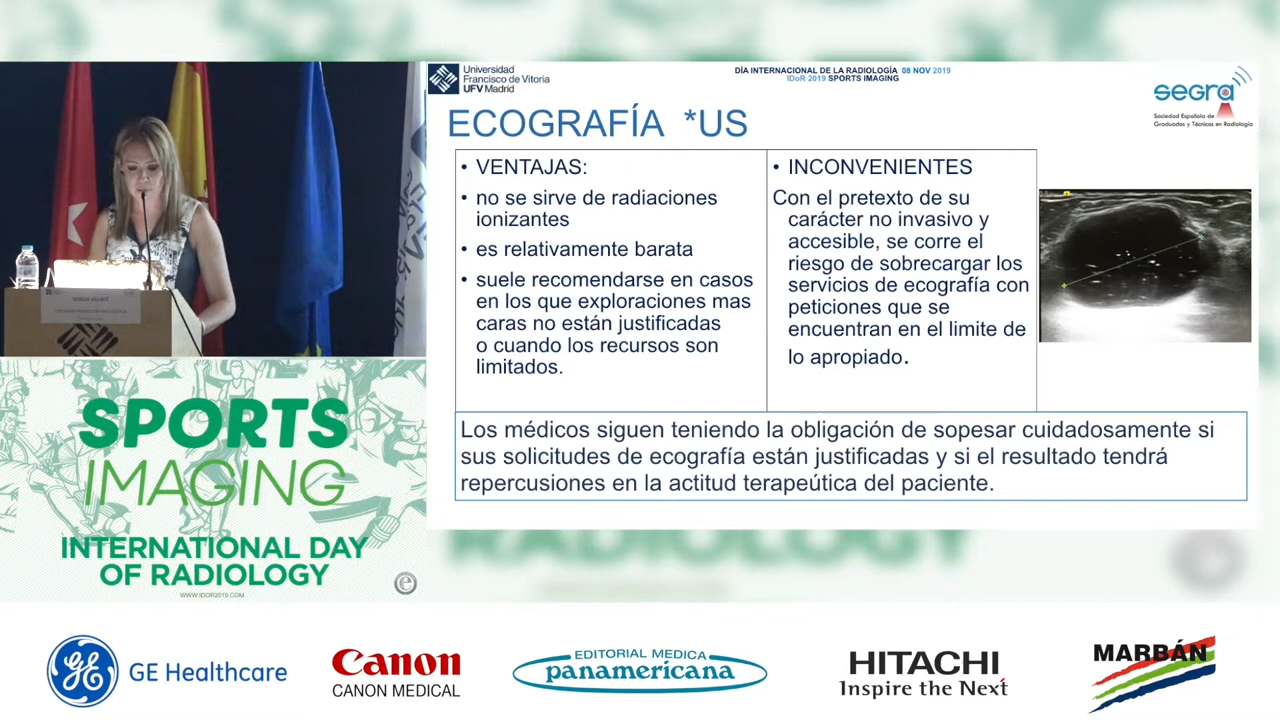 Universidad
Francisco de Vitoria
UFV Madrid
DÍA INTERNACIONAL DE LA RADIOLOGÍA 08 NOV 2019
IDoR 2019 SPORTS IMAGING
segra
Sociedad Española de
Graduados y Técnicos en Radiología
ECOGRAFÍA *US
• VENTAJAS:
• no se sirve de radiaciones
ionizantes
• es relativamente barata
• suele recomendarse en casos
en los que exploraciones mas
caras no están justificadas
o cuando los recursos son
limitados.
• INCONVENIENTES
Con el pretexto de su
carácter no invasivo y
accesible, se corre el
riesgo de sobrecargar los
servicios de ecografía con
peticiones que se
encuentran en el limite de
lo apropiado.
Los médicos siguen teniendo la obligación de sopesar cuidadosamente si
sus solicitudes de ecografía están justificadas y si el resultado tendrá
repercusiones en la actitud terapeútica del paciente.
SPORTS
IMAGING
INTERNATIONAL DAY
OF RADIOLOGY
WWW.IDOR2019.COM
RADIOLOGY
GE Healthcare
Canon
CANON MEDICAL
EDITORIAL MEDICA
panamericana
HITACHI
Inspire the Next
MARBÁN